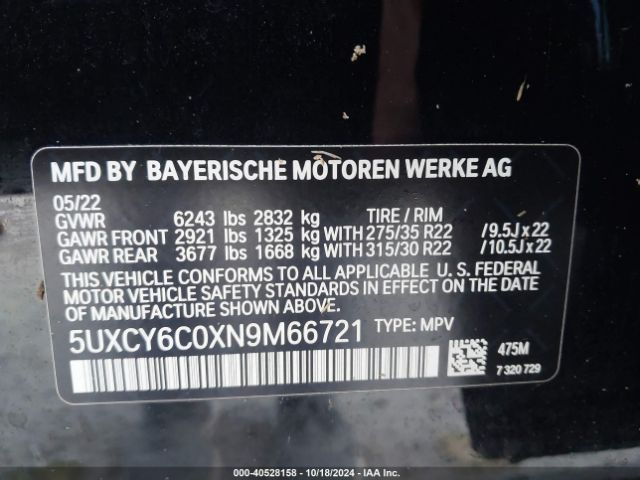 MFD BY BAYERISCHE MOTOREN WERKE AG
05/22
GVWR 6243 lbs 2832 kg TIRE / RIM
GAWR FRONT 2921 lbs 1325 kg WITH 275/35 R22 /9.5J x 22
GAWR REAR 3677 lbs 1668 kg WITH 315/30 R22 /10.5J x 22
THIS VEHICLE CONFORMS TO ALL APPLICABLE U. S. FEDERAL
MOTOR VEHICLE SAFETY STANDARDS IN EFFECT ON THE DATE
OF MANUFACTURE SHOWN ABOVE.
5UXCY6C0XN9M66721 TYPE: MPV
475M
7 320 729
000-40528158 - 10/18/2024 - IAA Inc.